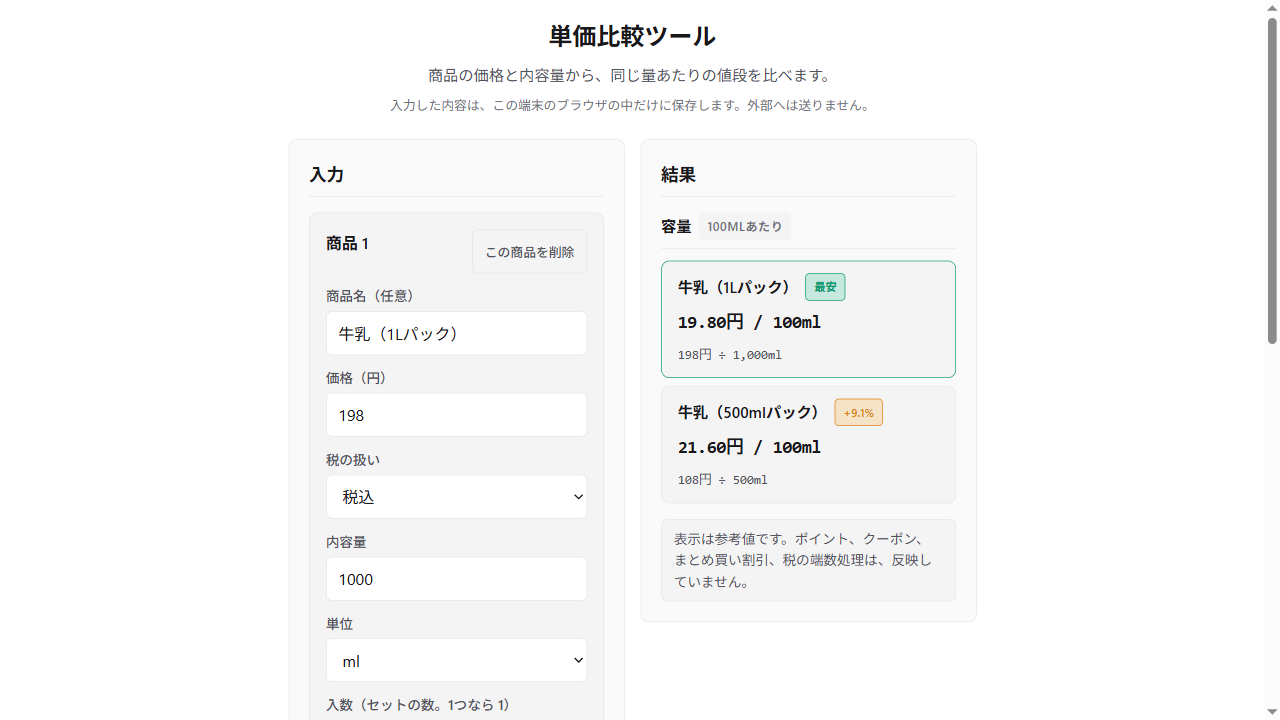 単価比較ツール
商品の価格と内容量から、同じ量あたりの値段を比べます。
入力した内容は、この端末のブラウザの中だけに保存します。外部へは送りません。
入力
商品 1
この商品を削除
商品名（任意）
牛乳（1Lパック）
価格（円）
198
税の扱い
税込
内容量
1000
単位
ml
入数（セットの数。1つなら 1）
結果
容量 100MLあたり
牛乳（1Lパック） 最安
19.80円 / 100ml
198円 ÷ 1,000ml
牛乳（500mlパック） +9.1%
21.60円 / 100ml
108円 ÷ 500ml
表示は参考値です。ポイント、クーポン、
まとめ買い割引、税の端数処理は、反映し
ていません。